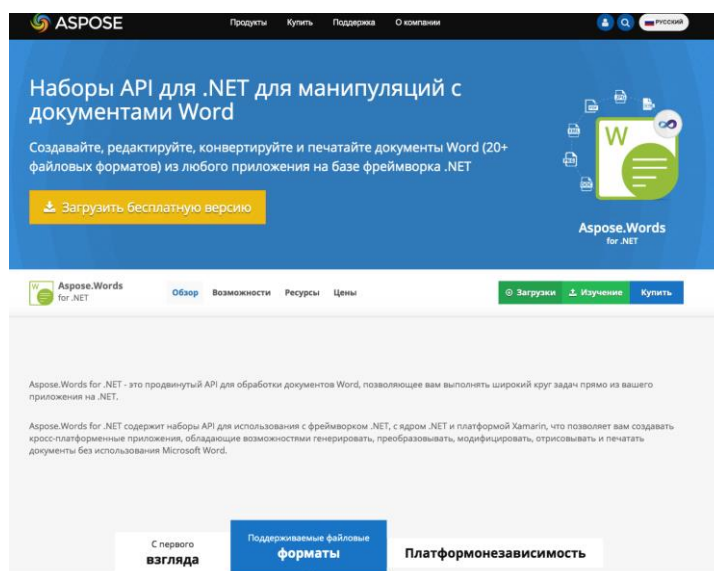 ASPOSE
Продукты Купить Поддержка О компании
РУССКИЙ
Наборы API для .NET для манипуляций с
документами Word
Создавайте, редактируйте, конвертируйте и печатайте документы Word (20+
файловых форматов) из любого приложения на базе фреймворка .NET
Загрузить бесплатную версию
W
Aspose.Words
for .NET
W
Aspose.Words
for .NET
Обзор Возможности Ресурсы Цены
Загрузки Изучение Купить
Aspose.Words for .NET - это продвинутый API для обработки документов Word, позволяющее вам выполнять широкий круг задач прямо из вашего
приложения на .NET.
Aspose.Words for .NET содержит наборы API для использования с фреймворком .NET, с ядром .NET и платформой Xamarin, что позволяет вам создавать
кросс-платформенные приложения, обладающие возможностями генерировать, преобразовывать, модифицировать, отрисовывать и печатать
документы без использования Microsoft Word.
С первого
взгляда
Поддерживаемые файловые
форматы
Платформонезависимость